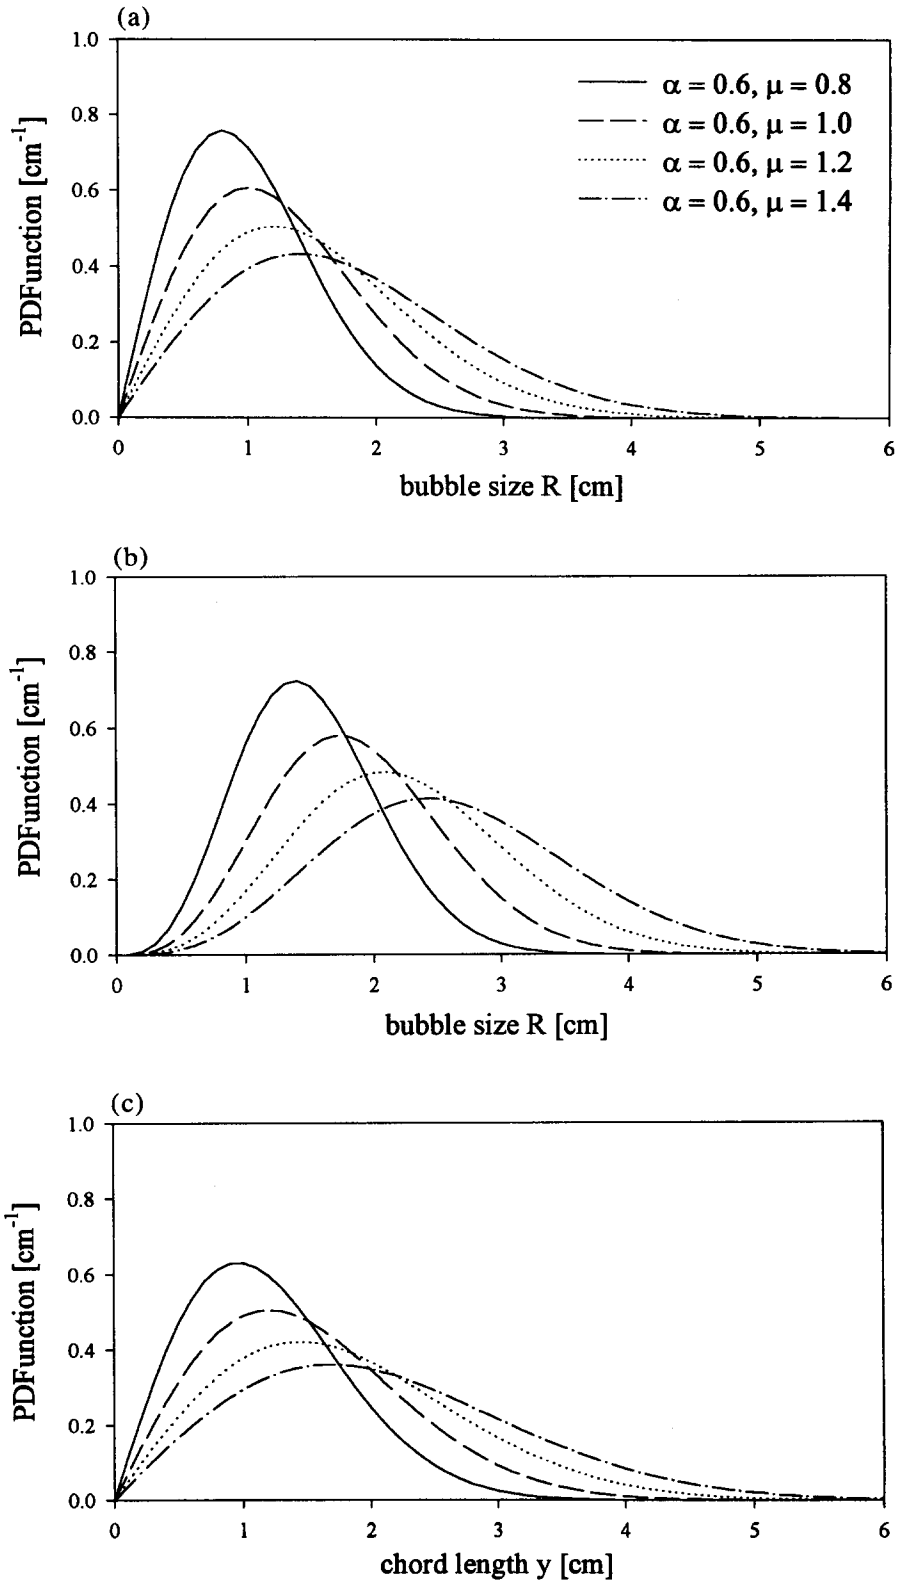 (a)
1.0
0.8
0.6
0.4
0.2
0.0
PDFunction [cm⁻¹]
α = 0.6, μ = 0.8
α = 0.6, μ = 1.0
α = 0.6, μ = 1.2
α = 0.6, μ = 1.4
0 1 2 3 4 5 6
bubble size R [cm]
(b)
1.0
0.8
0.6
0.4
0.2
0.0
PDFunction [cm⁻¹]
0 1 2 3 4 5 6
bubble size R [cm]
(c)
1.0
0.8
0.6
0.4
0.2
0.0
PDFunction [cm⁻¹]
0 1 2 3 4 5 6
chord length y [cm]